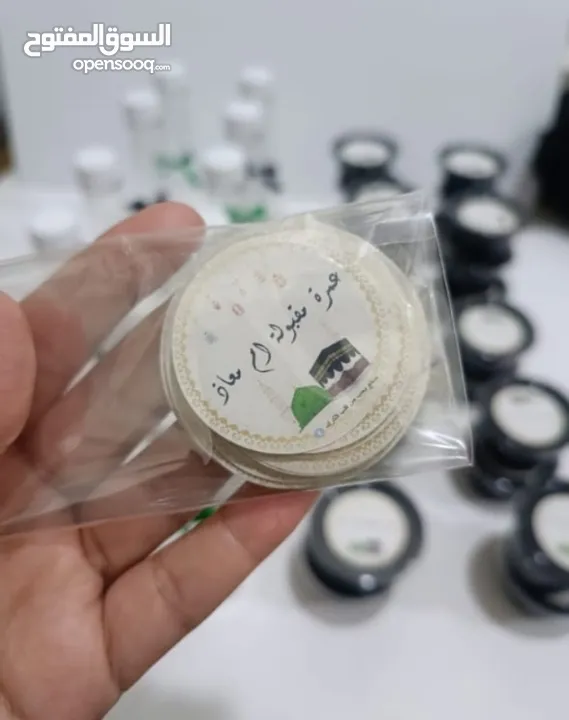 السوق المفتوح
opensooq.com
عمرة مقبولة ام معاذ